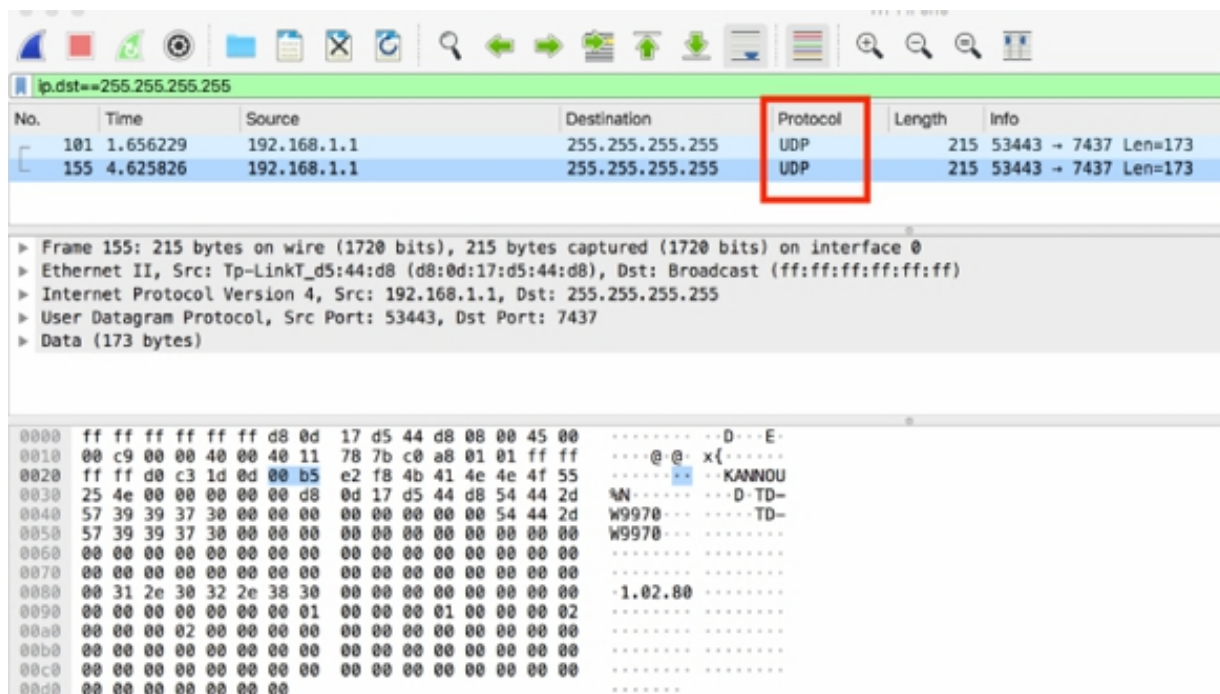 ip.dst==255.255.255.255
No. Time Source Destination Protocol Length Info
101 1.656229 192.168.1.1 255.255.255.255 UDP 215 53443 → 7437 Len=173
155 4.625826 192.168.1.1 255.255.255.255 UDP 215 53443 → 7437 Len=173
Frame 155: 215 bytes on wire (1720 bits), 215 bytes captured (1720 bits) on interface 0
Ethernet II, Src: Tp-LinkT_d5:44:d8 (d8:0d:17:d5:44:d8), Dst: Broadcast (ff:ff:ff:ff:ff:ff)
Internet Protocol Version 4, Src: 192.168.1.1, Dst: 255.255.255.255
User Datagram Protocol, Src Port: 53443, Dst Port: 7437
Data (173 bytes)
0000 ff ff ff ff ff ff d8 0d 17 d5 44 d8 08 00 45 00 ········ ··D···E·
0010 00 c9 00 00 40 00 40 11 78 7b c0 a8 01 01 ff ff ····@·@· x{······
0020 ff ff d0 c3 1d 0d 00 b5 e2 f8 4b 41 4e 4e 4f 55 ········ ··KANNOU
0030 25 4e 00 00 00 00 00 d8 0d 17 d5 44 d8 54 44 2d %N······ ···D·TD-
0040 57 39 39 37 30 00 00 00 00 00 00 00 00 54 44 2d W9970··· ·····TD-
0050 57 39 39 37 30 00 00 00 00 00 00 00 00 00 00 00 W9970··· ········
0060 00 00 00 00 00 00 00 00 00 00 00 00 00 00 00 00 ········ ········
0070 00 00 00 00 00 00 00 00 00 00 00 00 00 00 00 00 ········ ········
0080 00 31 2e 30 32 2e 38 30 00 00 00 00 00 00 00 00 ·1.02.80 ········
0090 00 00 00 00 00 00 00 01 00 00 00 01 00 00 00 02 ········ ········
00a0 00 00 00 02 00 00 00 00 00 00 00 00 00 00 00 00 ········ ········
00b0 00 00 00 00 00 00 00 00 00 00 00 00 00 00 00 00 ········ ········
00c0 00 00 00 00 00 00 00 00 00 00 00 00 00 00 00 00 ········ ········
00d0 00 00 00 00 00 00 00 ·······